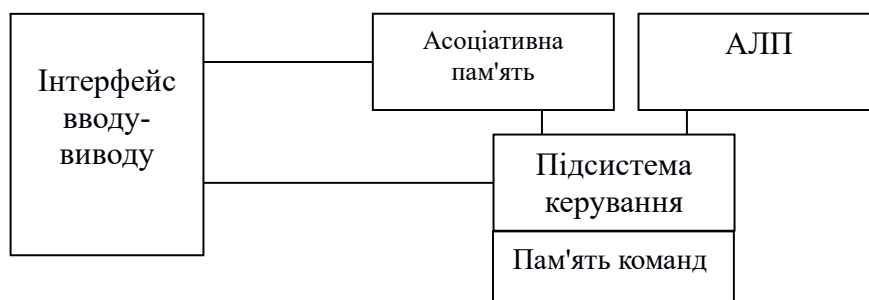 Інтерфейс
вводу-
виводу
Асоціативна
пам'ять
АЛП
Підсистема
керування
Пам'ять команд